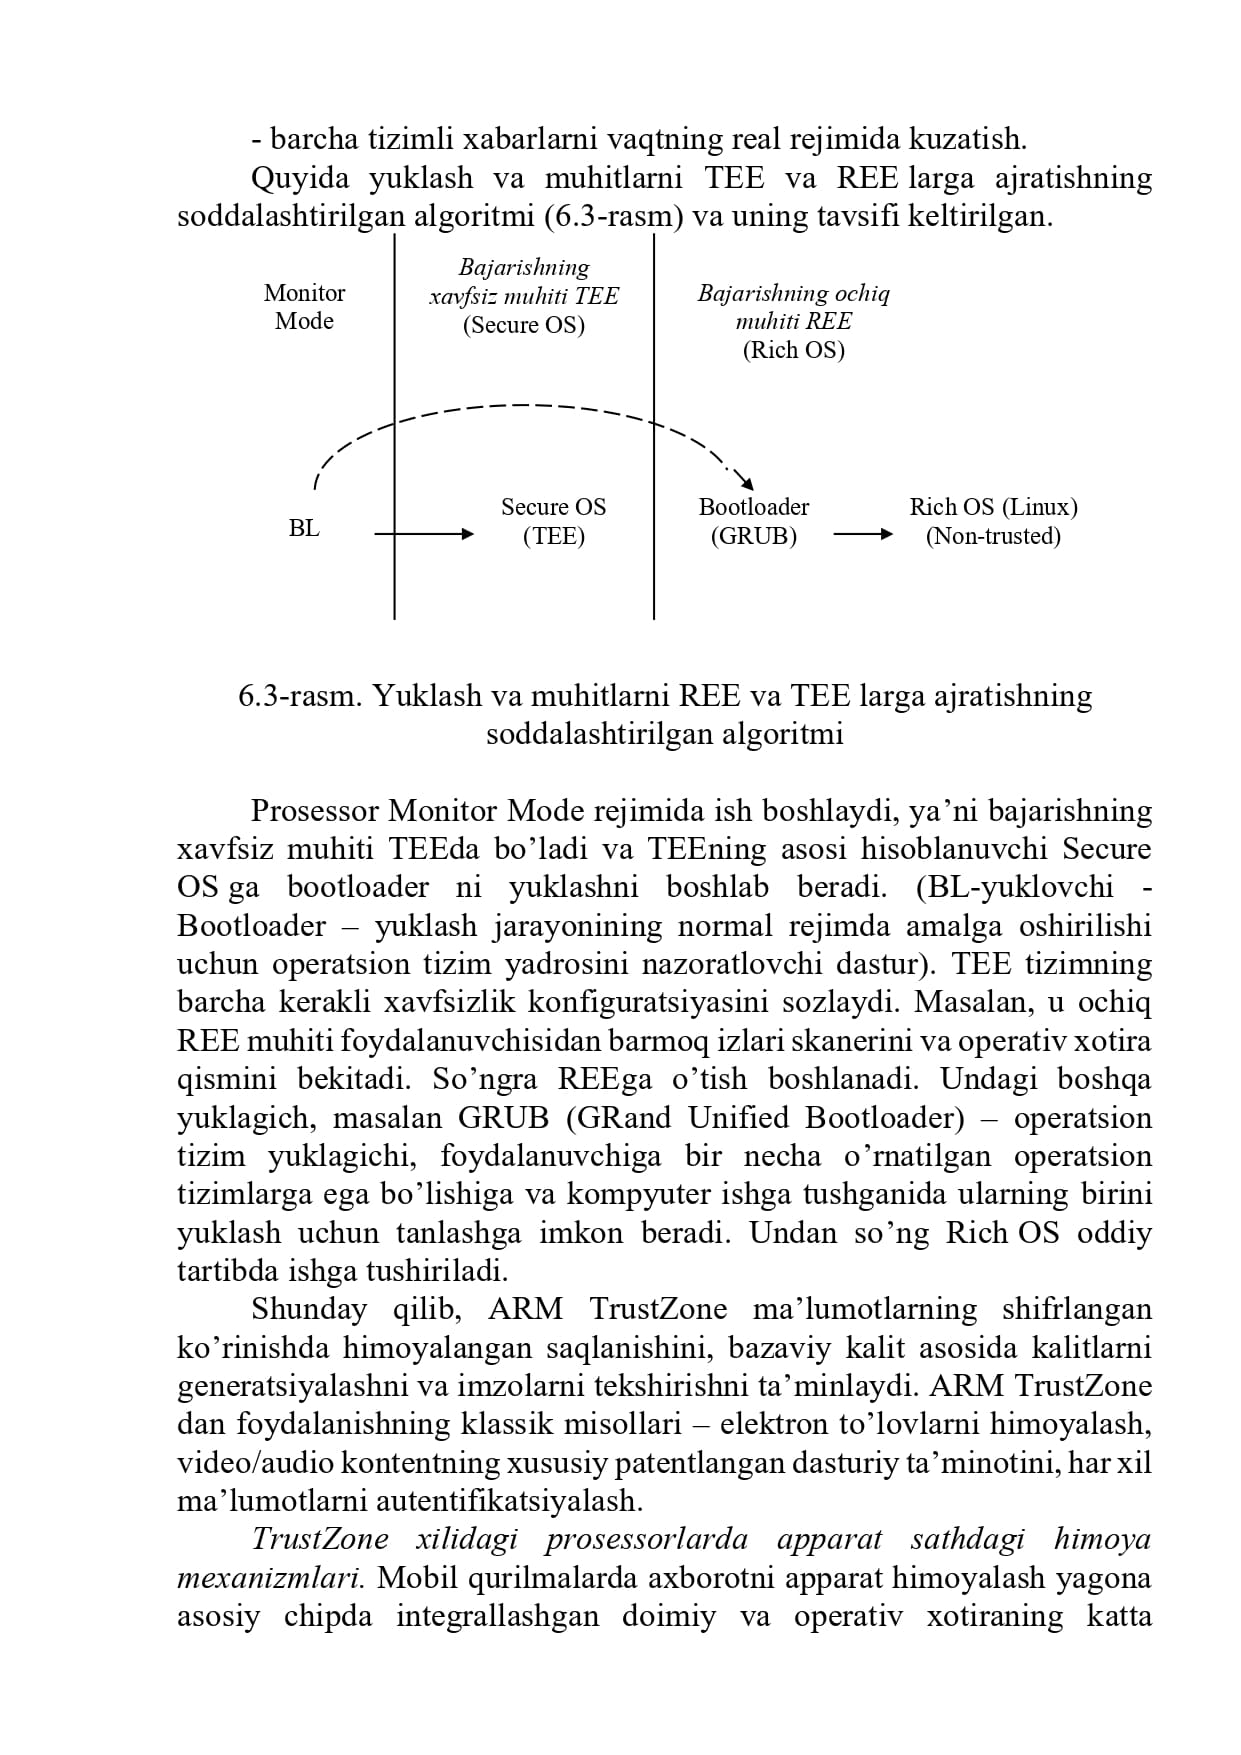 - barcha tizimli xabarlarni vaqtning real rejimida kuzatish.
Quyida yuklash va muhitlarni TEE va REE larga ajratishning
soddalashtirilgan algoritmi (6.3-rasm) va uning tavsifi keltirilgan.
Monitor
Mode
Bajarishning
xavfsiz muhiti TEE
(Secure OS)
Bajarishning ochiq
muhiti REE
(Rich OS)
BL
Secure OS
(TEE)
Bootloader
(GRUB)
Rich OS (Linux)
(Non-trusted)
6.3-rasm. Yuklash va muhitlarni REE va TEE larga ajratishning
soddalashtirilgan algoritmi
Prosessor Monitor Mode rejimida ish boshlaydi, ya’ni bajarishning
xavfsiz muhiti TEEda bo’ladi va TEEning asosi hisoblanuvchi Secure
OS ga bootloader ni yuklashni boshlab beradi. (BL-yuklovchi -
Bootloader – yuklash jarayonining normal rejimda amalga oshirilishi
uchun operatsion tizim yadrosini nazoratlovchi dastur). TEE tizimning
barcha kerakli xavfsizlik konfiguratsiyasini sozlaydi. Masalan, u ochiq
REE muhiti foydalanuvchisidan barmoq izlari skanerini va operativ xotira
qismini bekitadi. So’ngra REEga o’tish boshlanadi. Undagi boshqa
yuklagich, masalan GRUB (GRand Unified Bootloader) – operatsion
tizim yuklagichi, foydalanuvchiga bir necha o’rnatilgan operatsion
tizimlarga ega bo’lishiga va kompyuter ishga tushganida ularning birini
yuklash uchun tanlashga imkon beradi. Undan so’ng Rich OS oddiy
tartibda ishga tushiriladi.
Shunday qilib, ARM TrustZone ma’lumotlarning shifrlangan
ko’rinishda himoyalangan saqlanishini, bazaviy kalit asosida kalitlarni
generatsiyalashni va imzolarni tekshirishni ta’minlaydi. ARM TrustZone
dan foydalanishning klassik misollari – elektron to’lovlarni himoyalash,
video/audio kontentning xususiy patentlangan dasturiy ta’minotini, har xil
ma’lumotlarni autentifikatsiyalash.
TrustZone xilidagi prosessorlarda apparat sathdagi himoya
mexanizmlari. Mobil qurilmalarda axborotni apparat himoyalash yagona
asosiy chipda integrallashgan doimiy va operativ xotiraning katta